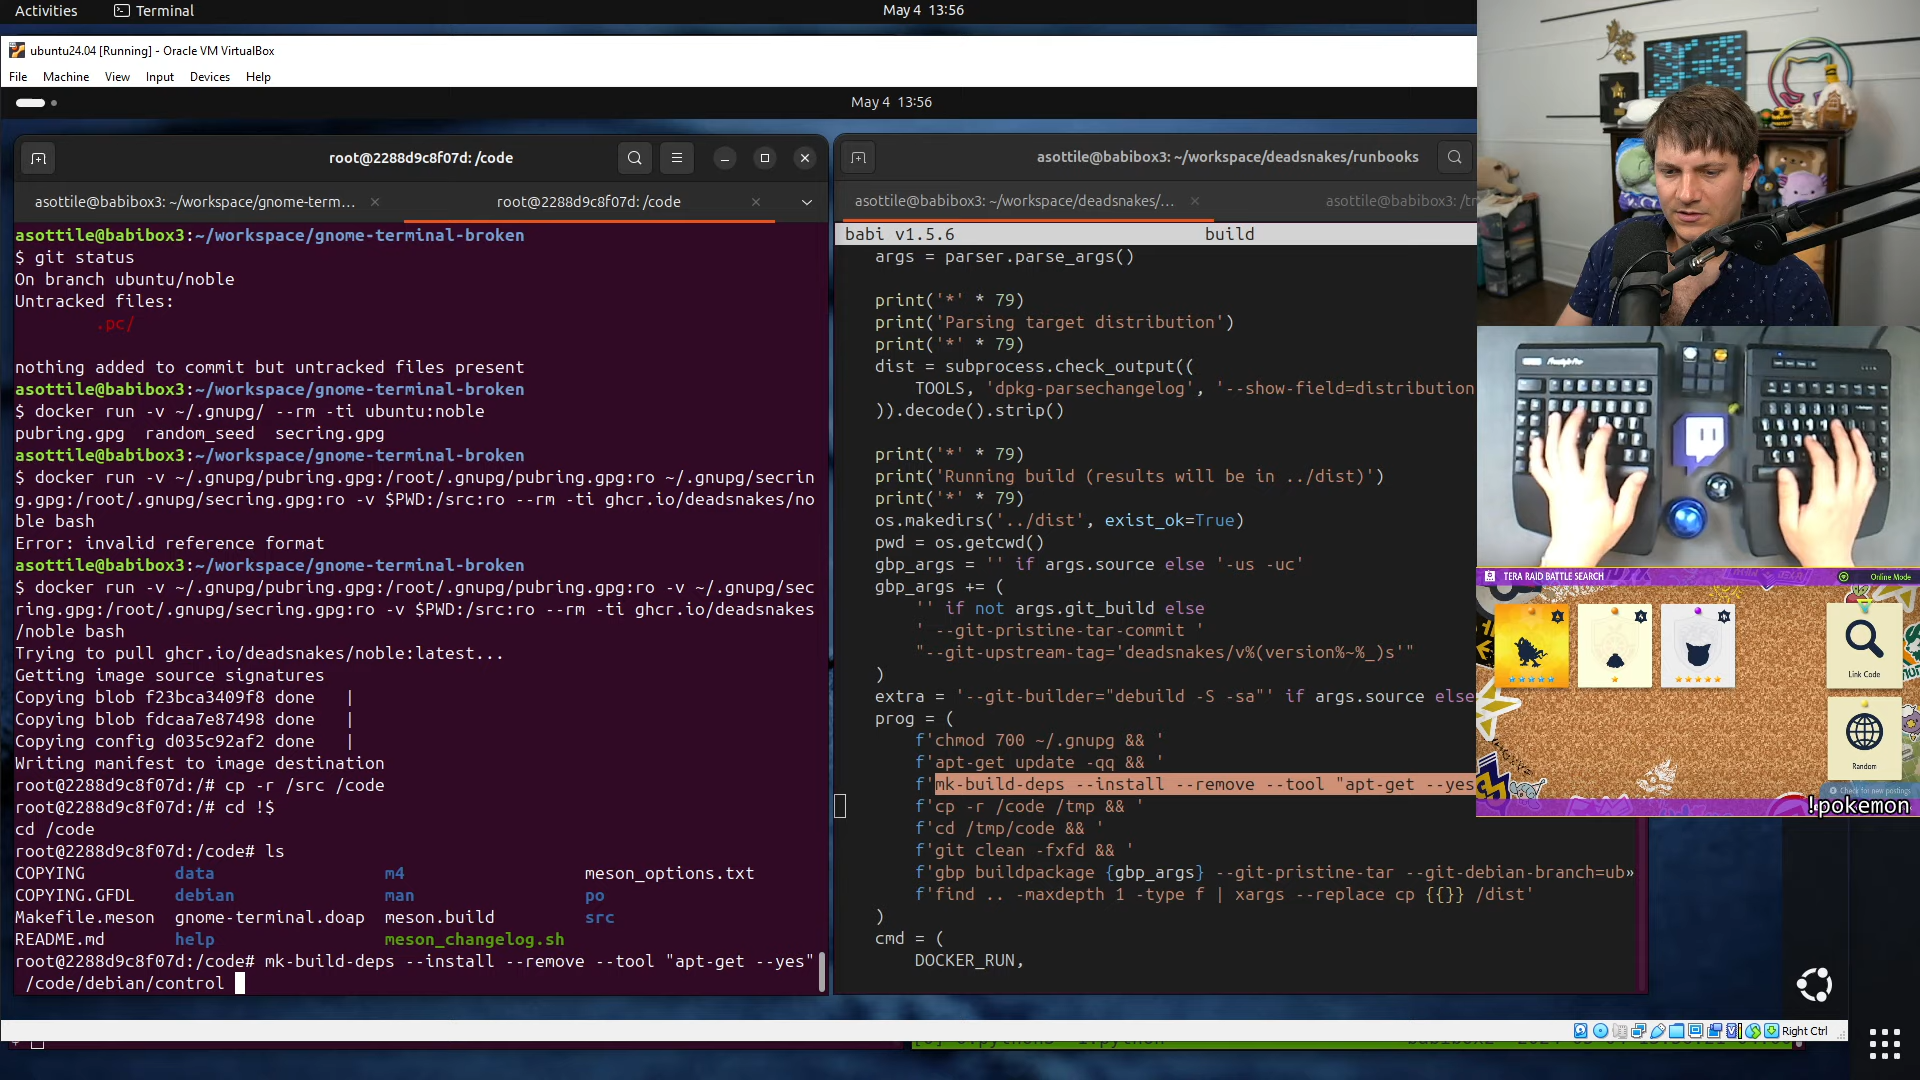 Activities
Terminal
May 4 13:56
ubuntu24.04 [Running] - Oracle VM VirtualBox
File Machine View Input Devices Help
May 4 13:56
root@2288d9c8f07d: /code
asottile@babibox3: ~/workspace/gnome-term...
root@2288d9c8f07d: /code
asottile@babibox3:~/workspace/gnome-terminal-broken
$ git status
On branch ubuntu/noble
Untracked files:
.pc/
nothing added to commit but untracked files present
asottile@babibox3:~/workspace/gnome-terminal-broken
$ docker run -v ~/.gnupg/ --rm -ti ubuntu:noble
pubring.gpg  random_seed  secring.gpg
asottile@babibox3:~/workspace/gnome-terminal-broken
$ docker run -v ~/.gnupg/pubring.gpg:/root/.gnupg/pubring.gpg:ro ~/.gnupg/secrin
g.gpg:/root/.gnupg/secring.gpg:ro -v $PWD:/src:ro --rm -ti ghcr.io/deadsnakes/no
ble bash
Error: invalid reference format
asottile@babibox3:~/workspace/gnome-terminal-broken
$ docker run -v ~/.gnupg/pubring.gpg:/root/.gnupg/pubring.gpg:ro -v ~/.gnupg/sec
ring.gpg:/root/.gnupg/secring.gpg:ro -v $PWD:/src:ro --rm -ti ghcr.io/deadsnakes
/noble bash
Trying to pull ghcr.io/deadsnakes/noble:latest...
Getting image source signatures
Copying blob f23bca3409f8 done   |
Copying blob fdcaa7e87498 done   |
Copying config d035c92af2 done   |
Writing manifest to image destination
root@2288d9c8f07d:/# cp -r /src /code
root@2288d9c8f07d:/# cd !$
cd /code
root@2288d9c8f07d:/code# ls
COPYING data m4 meson_options.txt
COPYING.GFDL debian man po
Makefile.meson gnome-terminal.doap meson.build src
README.md help meson_changelog.sh
root@2288d9c8f07d:/code# mk-build-deps --install --remove --tool "apt-get --yes"
/code/debian/control
asottile@babibox3: ~/workspace/deadsnakes/runbooks
asottile@babibox3: ~/workspace/deadsnakes/...
asottile@babibox3: /tr
babi v1.5.6 build
args = parser.parse_args()
print('*' * 79)
print('Parsing target distribution')
print('*' * 79)
dist = subprocess.check_output((
TOOLS, 'dpkg-parsechangelog', '--show-field=distribution
)).decode().strip()
print('*' * 79)
print('Running build (results will be in ../dist)')
print('*' * 79)
os.makedirs('../dist', exist_ok=True)
pwd = os.getcwd()
gbp_args = '' if args.source else '-us -uc'
gbp_args += (
'' if not args.git_build else
' --git-pristine-tar-commit '
"--git-upstream-tag='deadsnakes/v%(version%~%_)s'"
)
extra = '--git-builder="debuild -S -sa"' if args.source else
prog = (
f'chmod 700 ~/.gnupg && '
f'apt-get update -qq && '
f'mk-build-deps --install --remove --tool "apt-get --yes
f'cp -r /code /tmp && '
f'cd /tmp/code && '
f'git clean -fxfd && '
f'gbp buildpackage {gbp_args} --git-pristine-tar --git-debian-branch=ub»
f'find .. -maxdepth 1 -type f | xargs --replace cp {{}} /dist'
)
cmd = (
DOCKER_RUN,
TERA RAID BATTLE SEARCH
Online Mode
Link Code
Random
Check for new postings
!pokemon
Right Ctrl